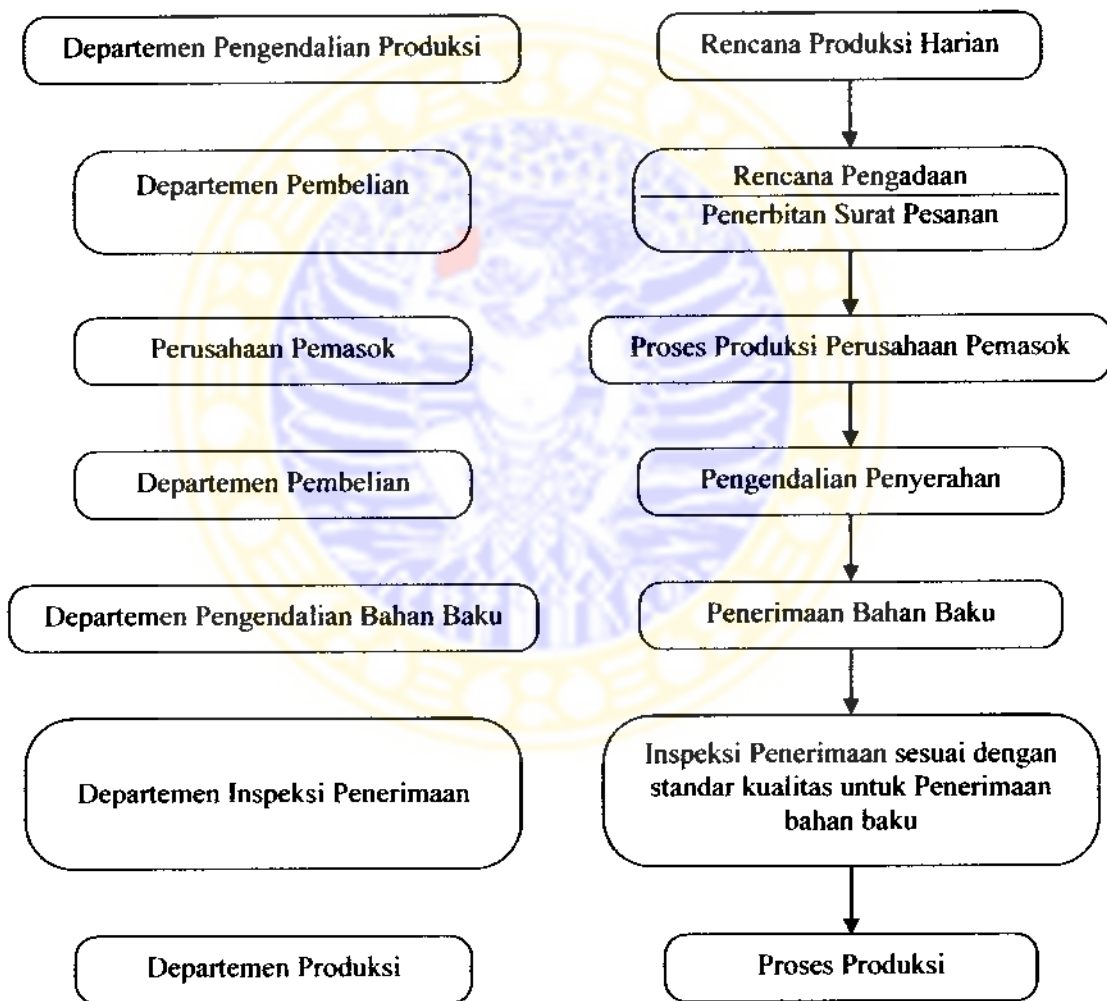 Departemen Pengendalian Produksi
Rencana Produksi Harian
Departemen Pembelian
Rencana Pengadaan
Penerbitan Surat Pesanan
Perusahaan Pemasok
Proses Produksi Perusahaan Pemasok
Departemen Pembelian
Pengendalian Penyerahan
Departemen Pengendalian Bahan Baku
Penerimaan Bahan Baku
Departemen Inspeksi Penerimaan
Inspeksi Penerimaan sesuai dengan
standar kualitas untuk Penerimaan
bahan baku
Departemen Produksi
Proses Produksi